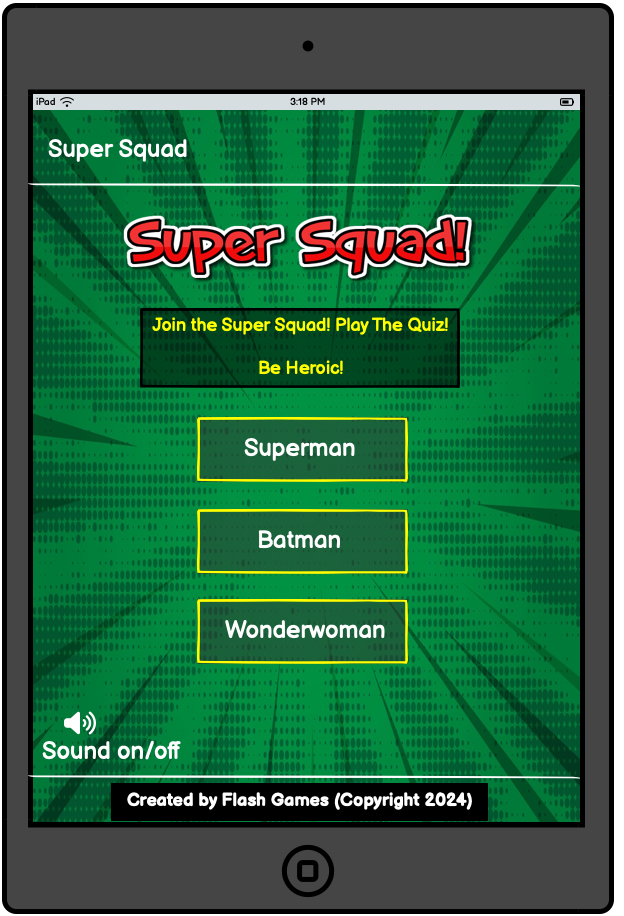 iPad 3:18 PM
Super Squad
Super Squad!
Join the Super Squad! Play The Quiz!
Be Heroic!
Superman
Batman
Wonderwoman
Sound on/off
Created by Flash Games (Copyright 2024)